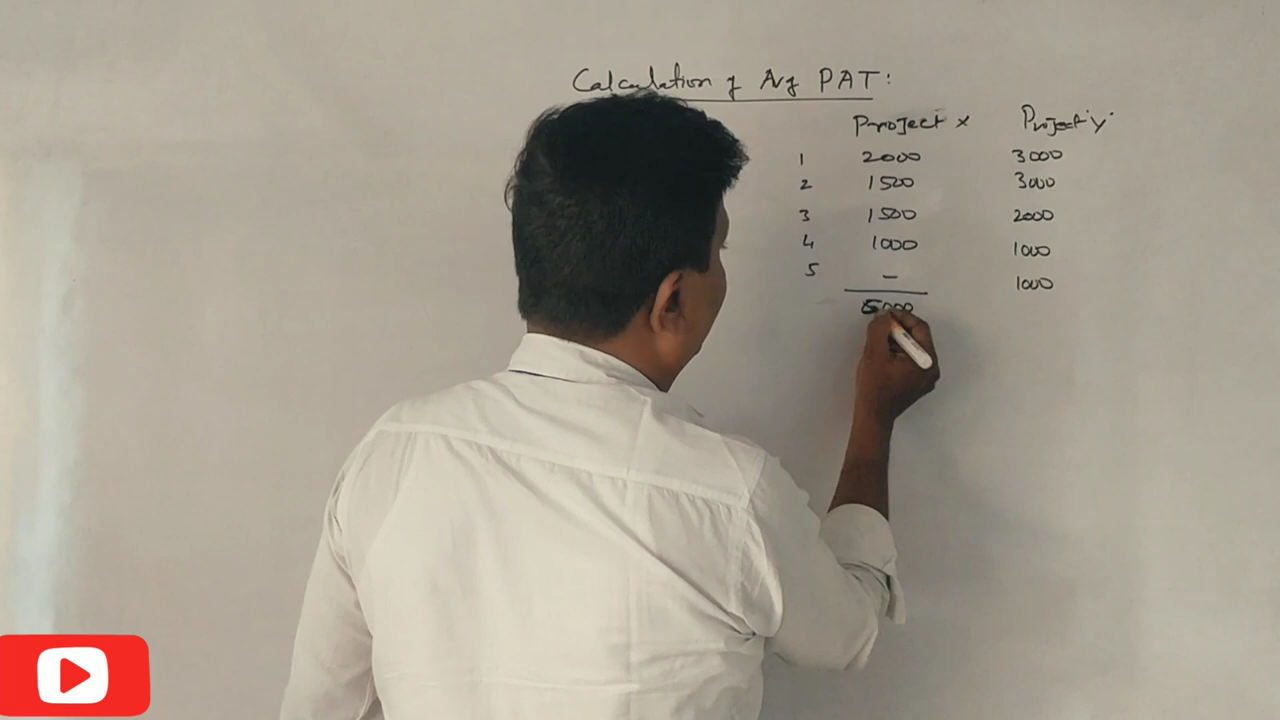 Calculation of Avg PAT:
Project X Project Y
1 2000 3000
2 1500 3000
3 1500 2000
4 1000 1000
5 - 1000
6000